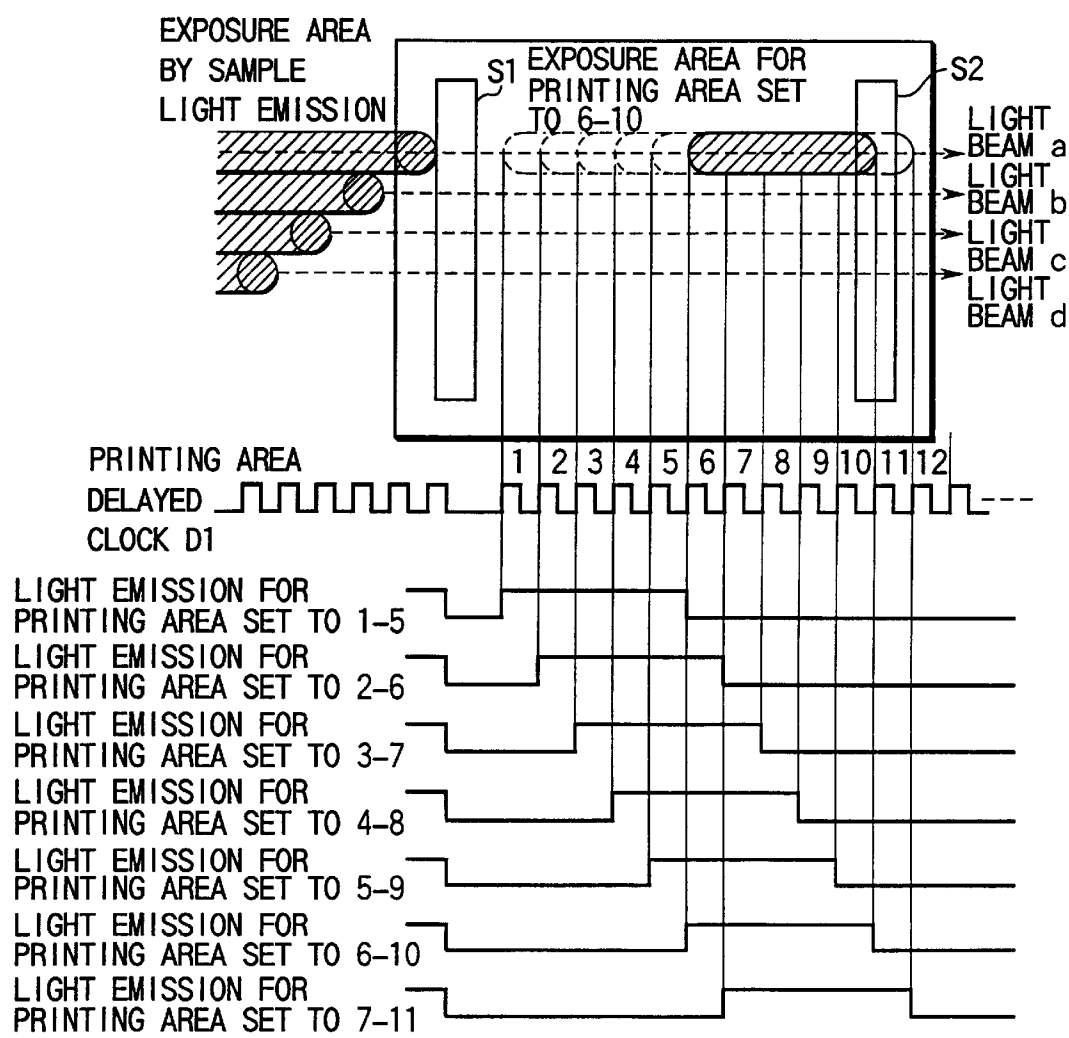 EXPOSURE AREA
BY SAMPLE
LIGHT EMISSION
S1
EXPOSURE AREA FOR
PRINTING AREA SET
TO 6-10
S2
LIGHT
BEAM a
LIGHT
BEAM b
LIGHT
BEAM c
LIGHT
BEAM d
PRINTING AREA
1 2 3 4 5 6 7 8 9 10 11 12
DELAYED
CLOCK D1
LIGHT EMISSION FOR
PRINTING AREA SET TO 1-5
LIGHT EMISSION FOR
PRINTING AREA SET TO 2-6
LIGHT EMISSION FOR
PRINTING AREA SET TO 3-7
LIGHT EMISSION FOR
PRINTING AREA SET TO 4-8
LIGHT EMISSION FOR
PRINTING AREA SET TO 5-9
LIGHT EMISSION FOR
PRINTING AREA SET TO 6-10
LIGHT EMISSION FOR
PRINTING AREA SET TO 7-11